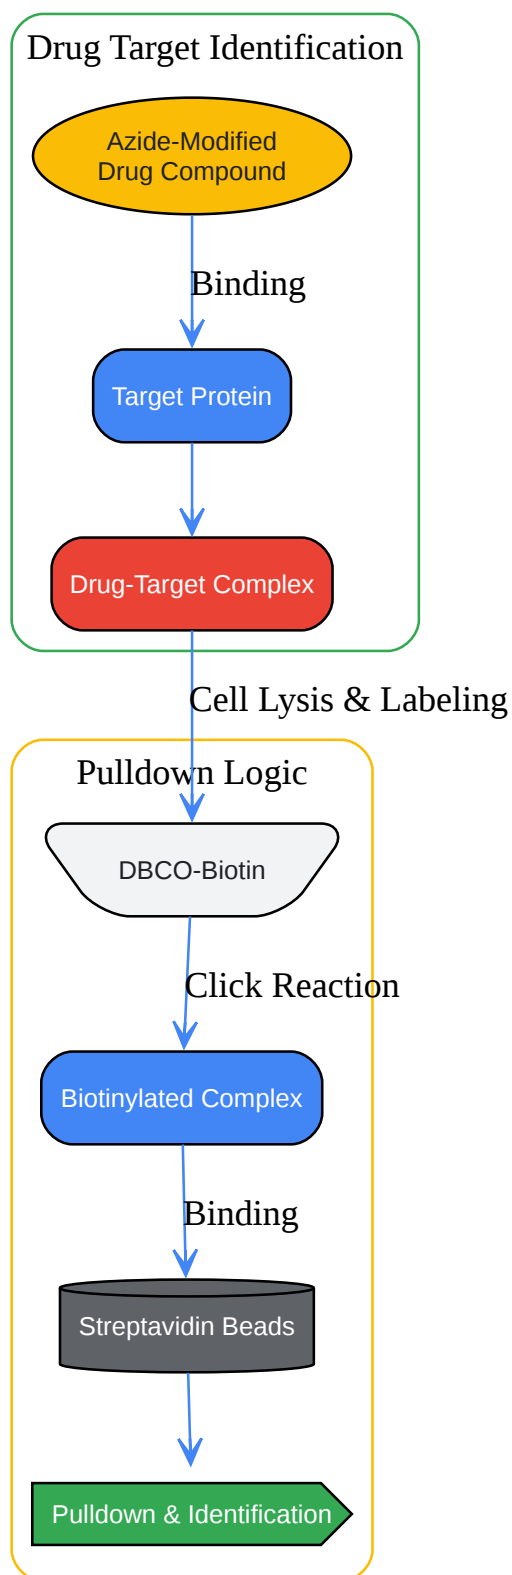 Drug Target Identification
Azide-Modified
Drug Compound
Binding
Target Protein
Drug-Target Complex
Cell Lysis & Labeling
Pulldown Logic
DBCO-Biotin
Click Reaction
Biotinylated Complex
Binding
Streptavidin Beads
Pulldown & Identification